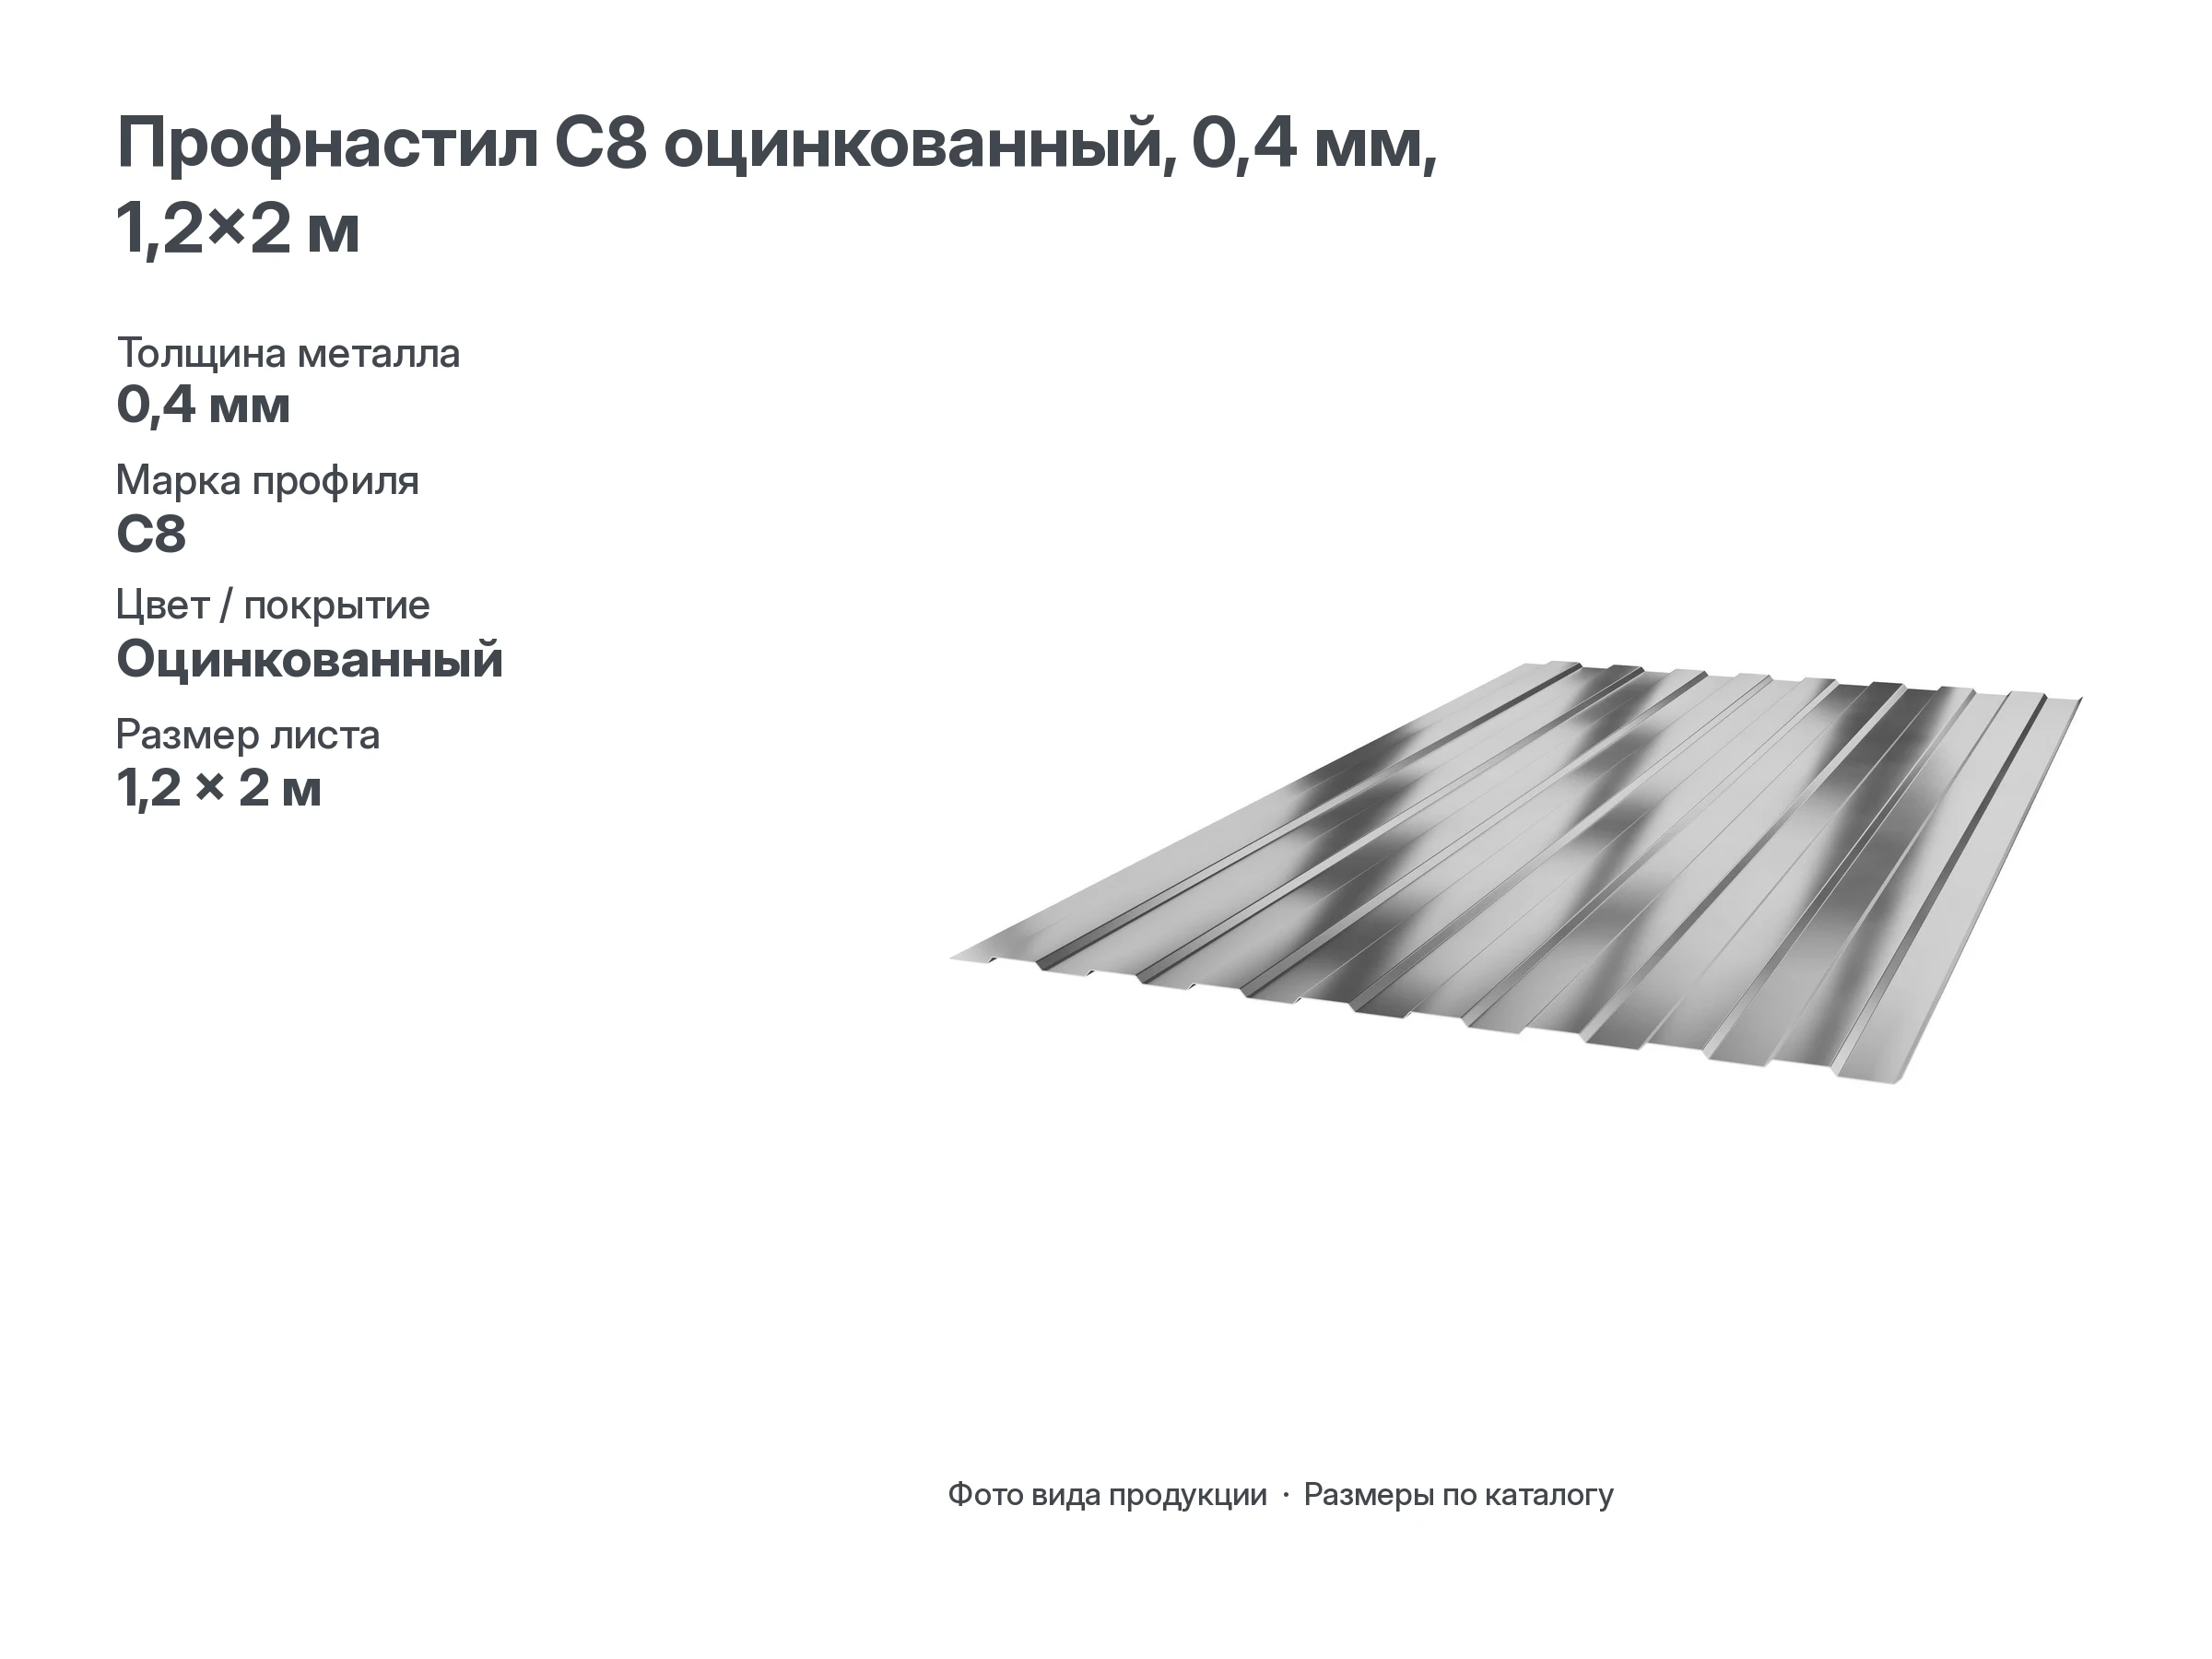 Профнастил С8 оцинкованный, 0,4 мм,
1,2×2 м
Толщина металла
0,4 мм
Марка профиля
С8
Цвет / покрытие
Оцинкованный
Размер листа
1,2 × 2 м
Фото вида продукции · Размеры по каталогу